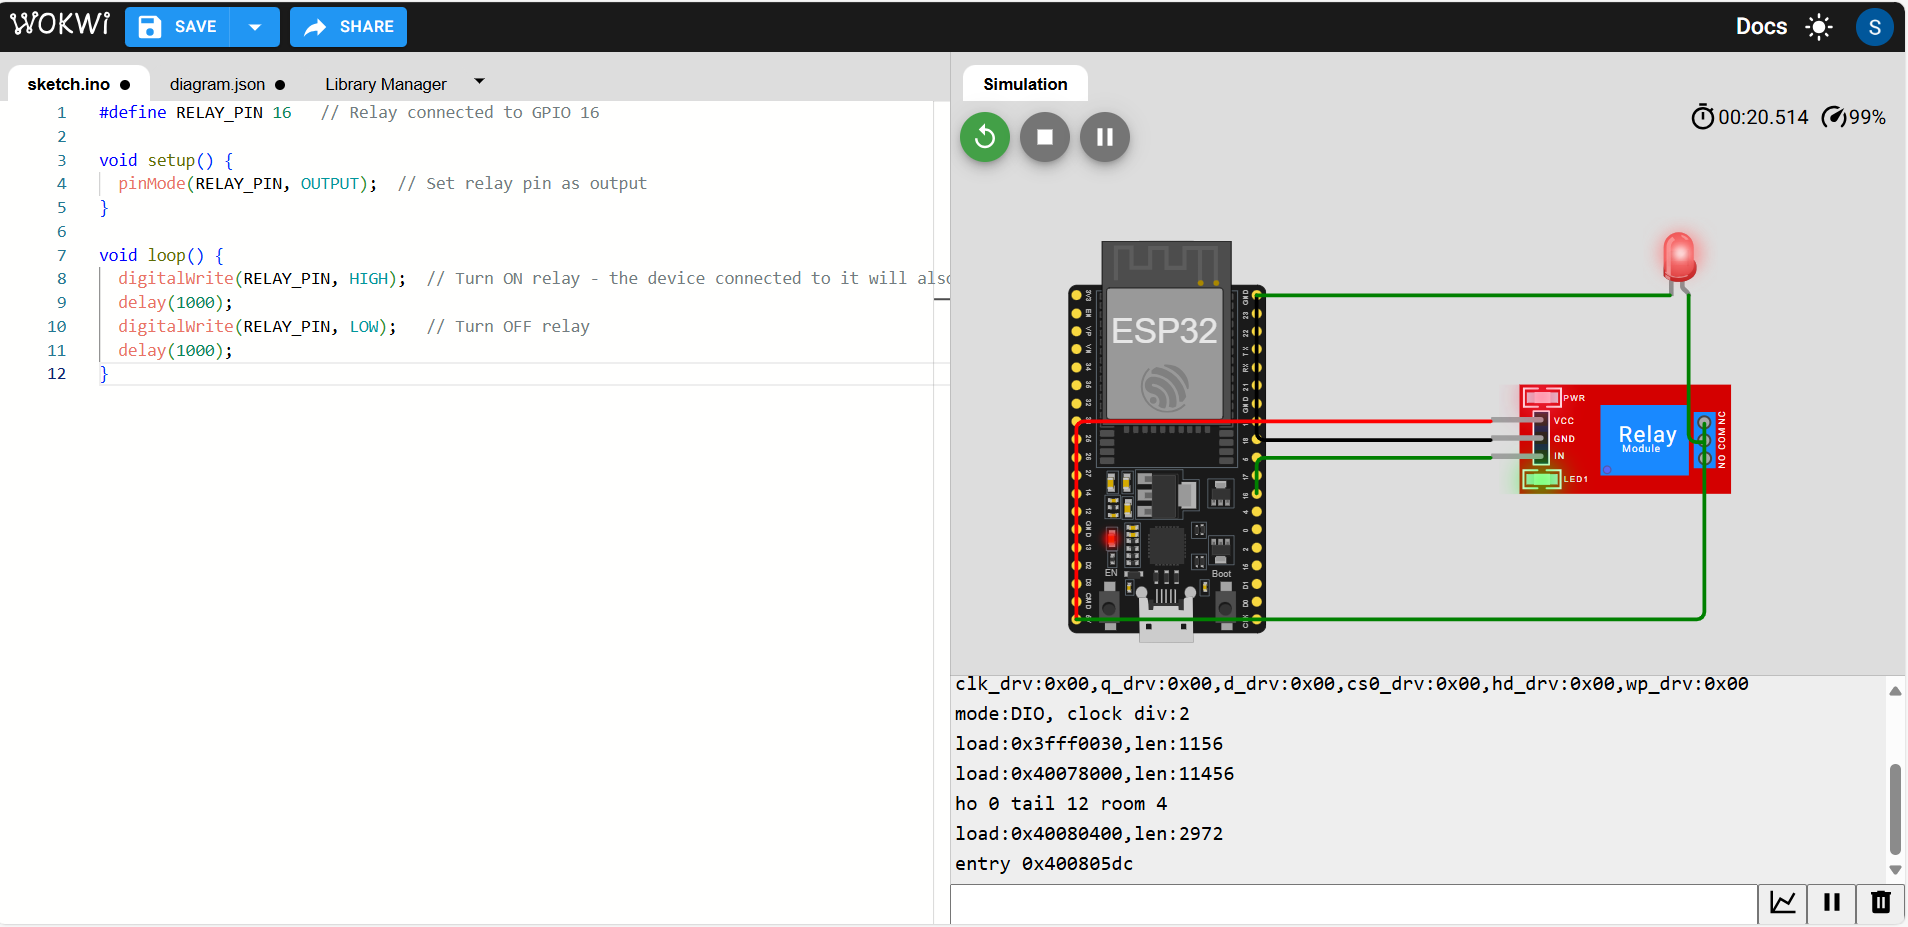 WOKWi
SAVE
SHARE
Docs
S
sketch.ino ●
diagram.json ●
Library Manager
1 #define RELAY_PIN 16   // Relay connected to GPIO 16
2
3 void setup() {
4   pinMode(RELAY_PIN, OUTPUT);  // Set relay pin as output
5 }
6
7 void loop() {
8   digitalWrite(RELAY_PIN, HIGH);  // Turn ON relay - the device connected to it will also
9   delay(1000);
10   digitalWrite(RELAY_PIN, LOW);   // Turn OFF relay
11   delay(1000);
12 }
Simulation
00:20.514
99%
ESP32
EN
Boot
PWR
VCC
GND
IN
LED1
Relay
Module
NO COM NC
clk_drv:0x00,q_drv:0x00,d_drv:0x00,cs0_drv:0x00,hd_drv:0x00,wp_drv:0x00
mode:DIO, clock div:2
load:0x3fff0030,len:1156
load:0x40078000,len:11456
ho 0 tail 12 room 4
load:0x40080400,len:2972
entry 0x400805dc